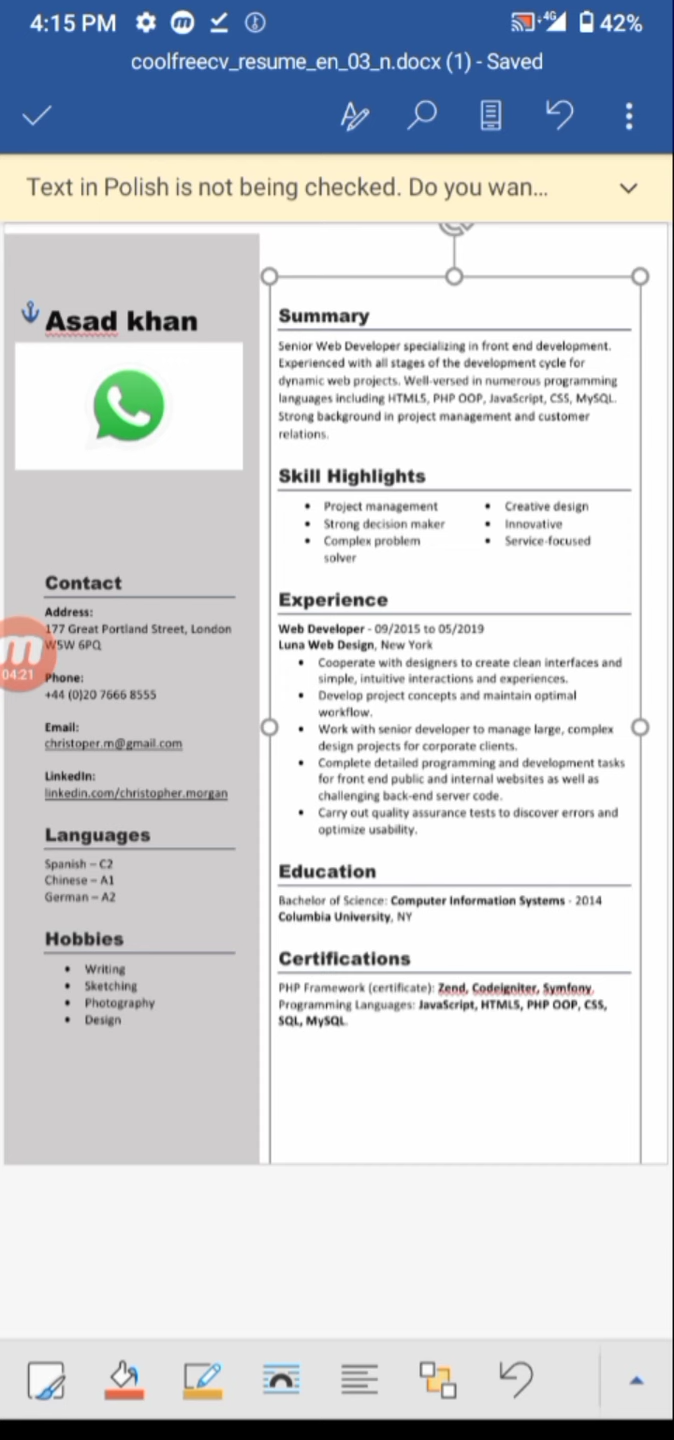 4:15 PM
4G
42%
coolfreecv_resume_en_03_n.docx (1) - Saved
Text in Polish is not being checked. Do you wan...
Asad khan
Contact
Address:
177 Great Portland Street, London
W5W 6PQ
04:21
Phone:
+44 (0)20 7666 8555
Email:
christoper.m@gmail.com
LinkedIn:
linkedin.com/christopher.morgan
Languages
Spanish – C2
Chinese – A1
German – A2
Hobbies
• Writing
• Sketching
• Photography
• Design
Summary
Senior Web Developer specializing in front end development.
Experienced with all stages of the development cycle for
dynamic web projects. Well-versed in numerous programming
languages including HTML5, PHP OOP, JavaScript, CSS, MySQL.
Strong background in project management and customer
relations.
Skill Highlights
• Project management
• Strong decision maker
• Complex problem
solver
• Creative design
• Innovative
• Service-focused
Experience
Web Developer - 09/2015 to 05/2019
Luna Web Design, New York
• Cooperate with designers to create clean interfaces and
simple, intuitive interactions and experiences.
• Develop project concepts and maintain optimal
workflow.
• Work with senior developer to manage large, complex
design projects for corporate clients.
• Complete detailed programming and development tasks
for front end public and internal websites as well as
challenging back-end server code.
• Carry out quality assurance tests to discover errors and
optimize usability.
Education
Bachelor of Science: Computer Information Systems - 2014
Columbia University, NY
Certifications
PHP Framework (certificate): Zend, Codeigniter, Symfony.
Programming Languages: JavaScript, HTML5, PHP OOP, CSS,
SQL, MySQL.